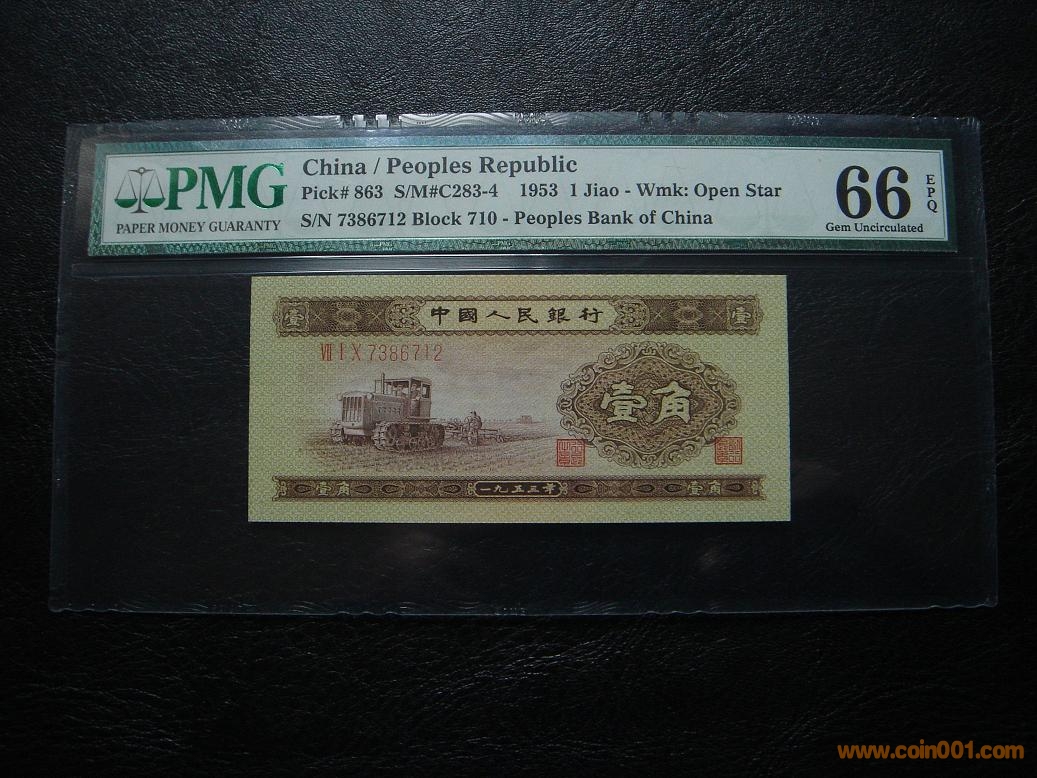 PMG
PAPER MONEY GUARANTY
China / Peoples Republic
Pick# 863 S/M#C283-4 1953 1 Jiao - Wmk: Open Star
S/N 7386712 Block 710 - Peoples Bank of China
66 EPQ
Gem Uncirculated
壹 中國人民銀行 壹
VII I X 7386712
壹角
壹角 一九五三年 壹角
www.coin001.com